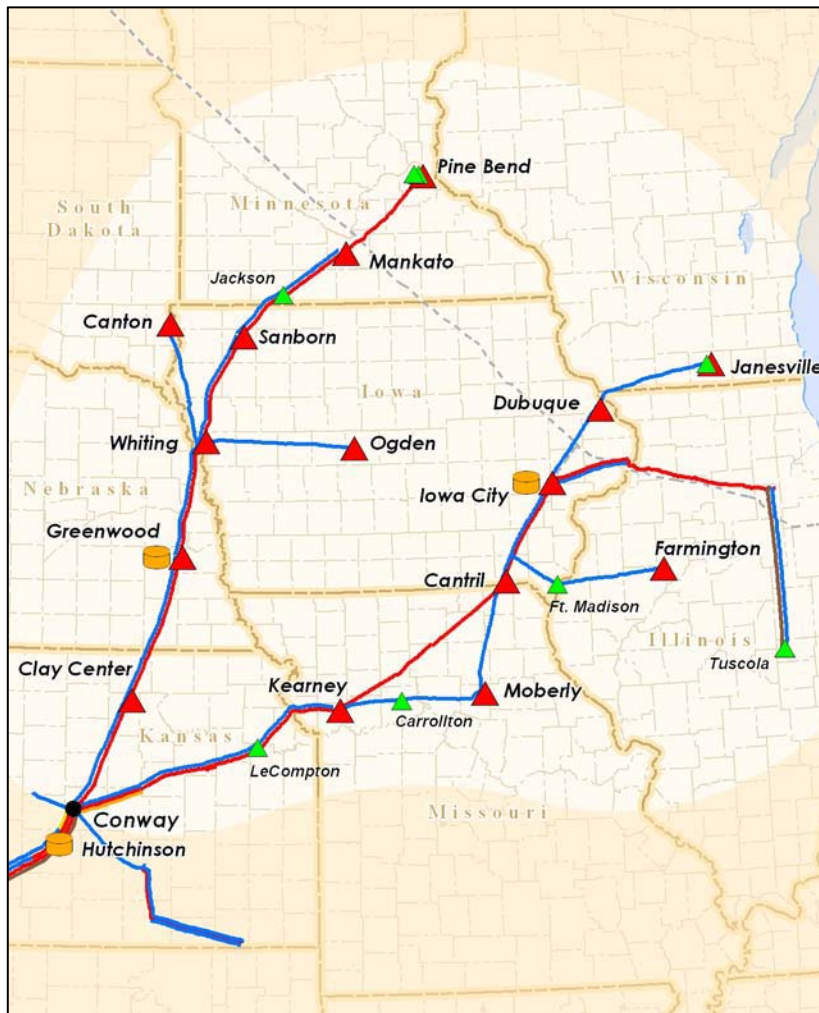 Pine Bend
South
Dakota
Minnesota
Mankato
Jackson
Wisconsin
Canton
Sanborn
Janesville
Iowa
Dubuque
Whiting
Ogden
Nebraska
Iowa City
Greenwood
Farmington
Cantril
Ft. Madison
Illinois
Tuscola
Clay Center
Kearney
Moberly
Carrollton
Kansas
LeCompton
Missouri
Conway
Hutchinson